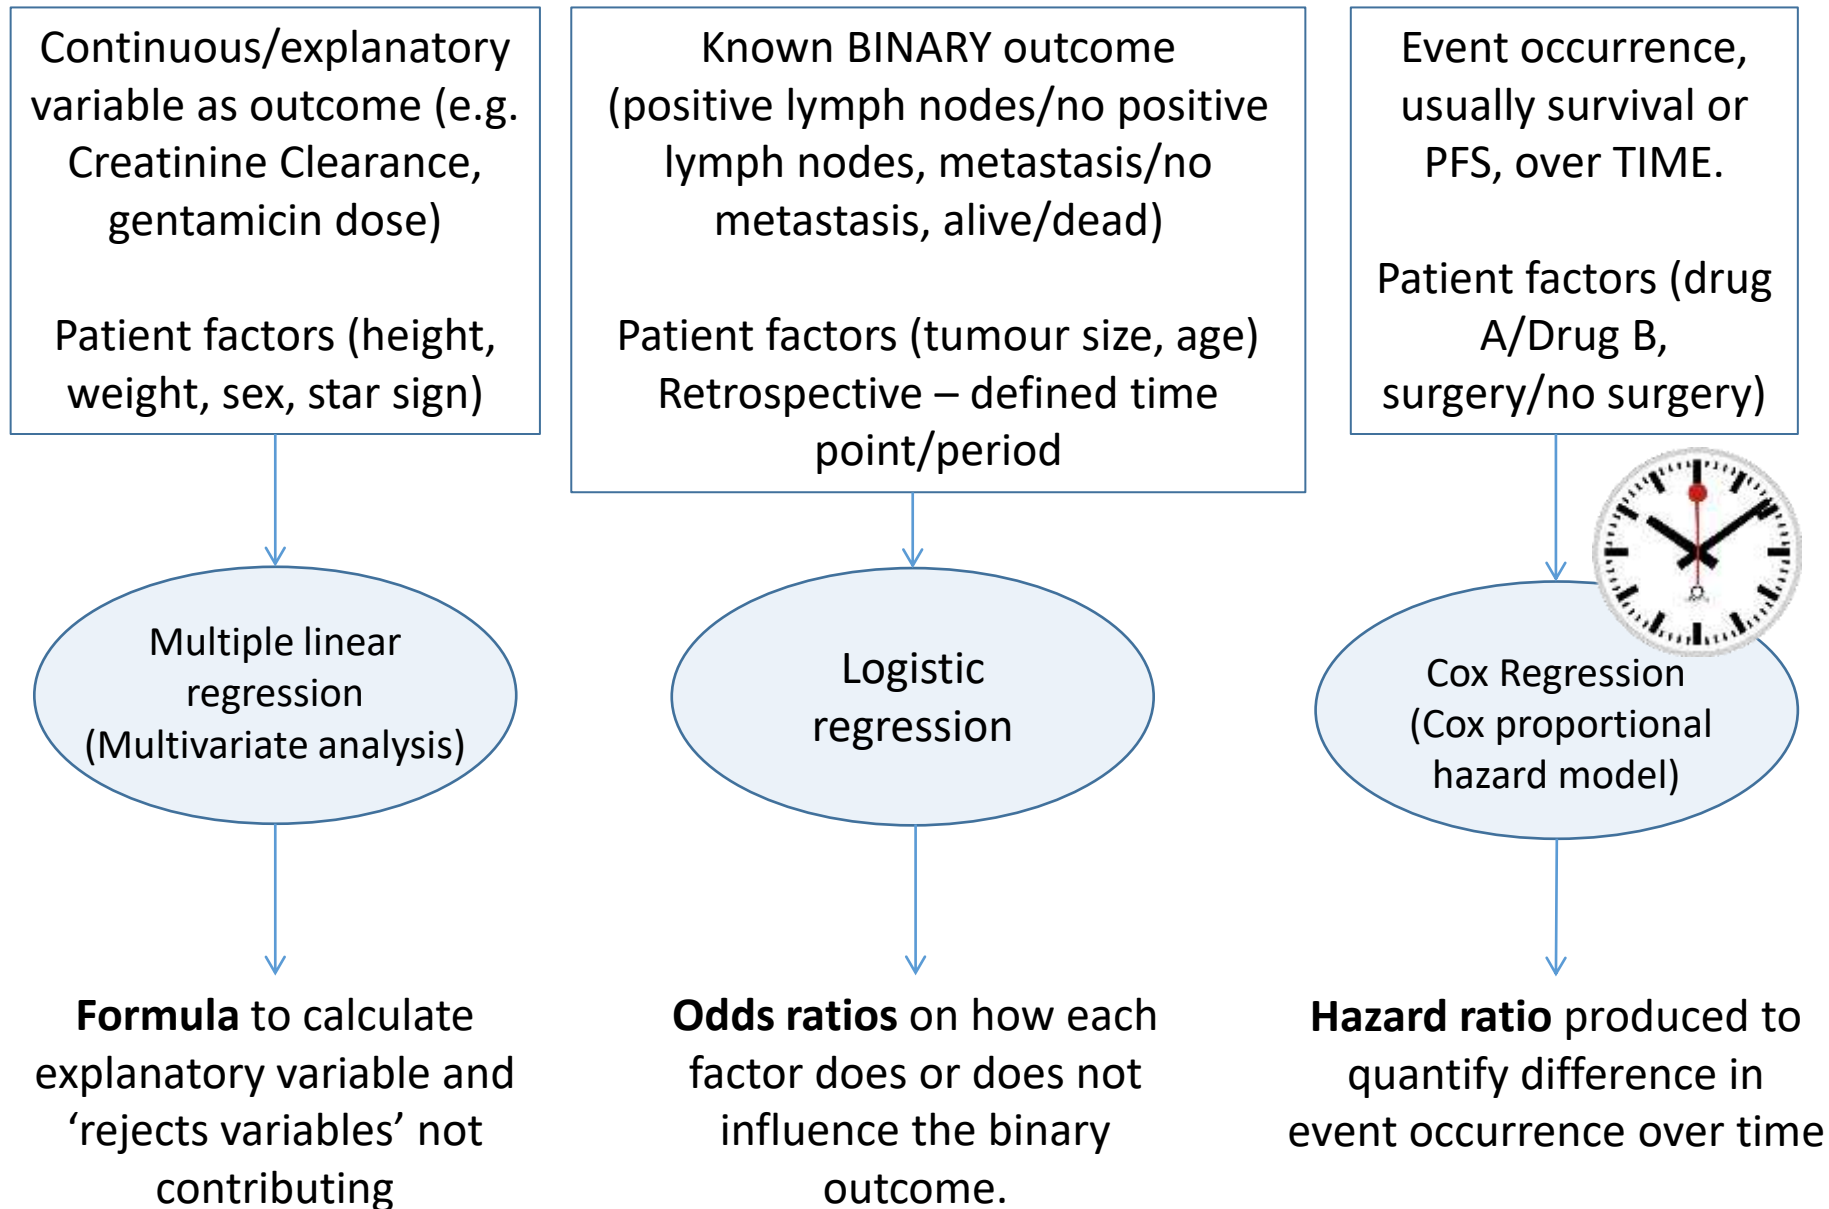 Continuous/explanatory
variable as outcome (e.g.
Creatinine Clearance,
gentamicin dose)
Patient factors (height,
weight, sex, star sign)
Multiple linear
regression
(Multivariate analysis)
Formula to calculate
explanatory variable and
‘rejects variables’ not
contributing
Known BINARY outcome
(positive lymph nodes/no positive
lymph nodes, metastasis/no
metastasis, alive/dead)
Patient factors (tumour size, age)
Retrospective – defined time
point/period
Logistic
regression
Odds ratios on how each
factor does or does not
influence the binary
outcome.
Event occurrence,
usually survival or
PFS, over TIME.
Patient factors (drug
A/Drug B,
surgery/no surgery)
Cox Regression
(Cox proportional
hazard model)
Hazard ratio produced to
quantify difference in
event occurrence over time